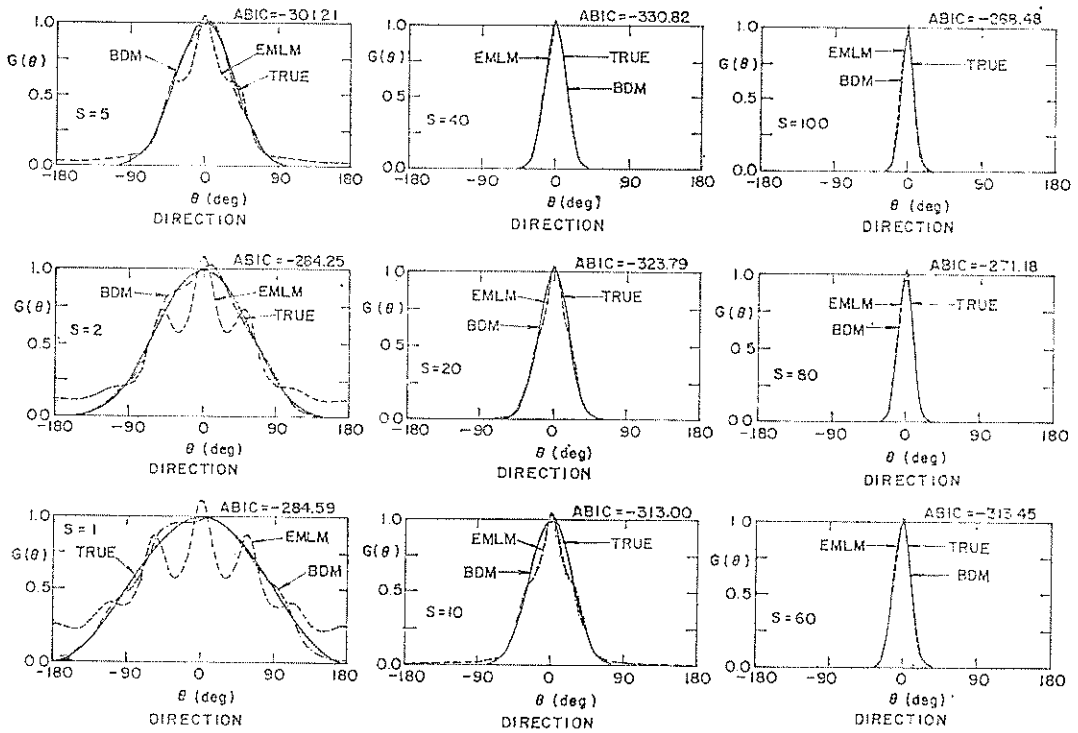 ABIC=-301.21
G(θ)
1.0
0.5
0.0
BDM
EMLM
TRUE
S=5
-180 -90 0 90 180
θ (deg)
DIRECTION
ABIC=-330.82
G(θ)
1.0
0.5
0.0
EMLM
TRUE
BDM
S=40
-180 -90 0 90 180
θ (deg)
DIRECTION
ABIC=-268.48
G(θ)
1.0
0.5
0.0
EMLM
TRUE
BDM
S=100
-180 -90 0 90 180
θ (deg)
DIRECTION
ABIC=-284.25
G(θ)
1.0
0.5
0.0
BDM
EMLM
TRUE
S=2
-180 -90 0 90 180
θ (deg)
DIRECTION
ABIC=-323.79
G(θ)
1.0
0.5
0.0
EMLM
TRUE
BDM
S=20
-180 -90 0 90 180
θ (deg)
DIRECTION
ABIC=-271.18
G(θ)
1.0
0.5
0.0
EMLM
TRUE
BDM
S=80
-180 -90 0 90 180
θ (deg)
DIRECTION
ABIC=-284.59
G(θ)
1.0
0.5
0.0
S=1
TRUE
EMLM
BDM
-180 -90 0 90 180
θ (deg)
DIRECTION
ABIC=-313.00
G(θ)
1.0
0.5
0.0
EMLM
TRUE
BDM
S=10
-180 -90 0 90 180
θ (deg)
DIRECTION
ABIC=-313.45
G(θ)
1.0
0.5
0.0
EMLM
TRUE
BDM
S=60
-180 -90 0 90 180
θ (deg)
DIRECTION